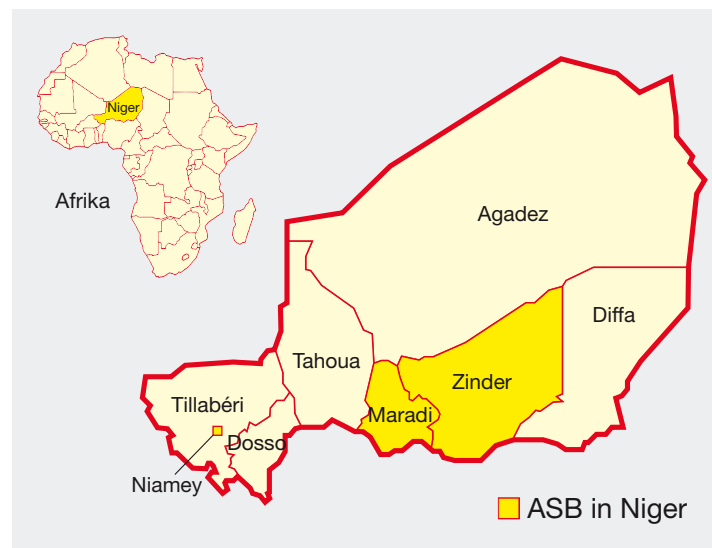 Niger
Afrika
Agadez
Diffa
Tahoua
Zinder
Tillabéri
Maradi
Dosso
Niamey
ASB in Niger